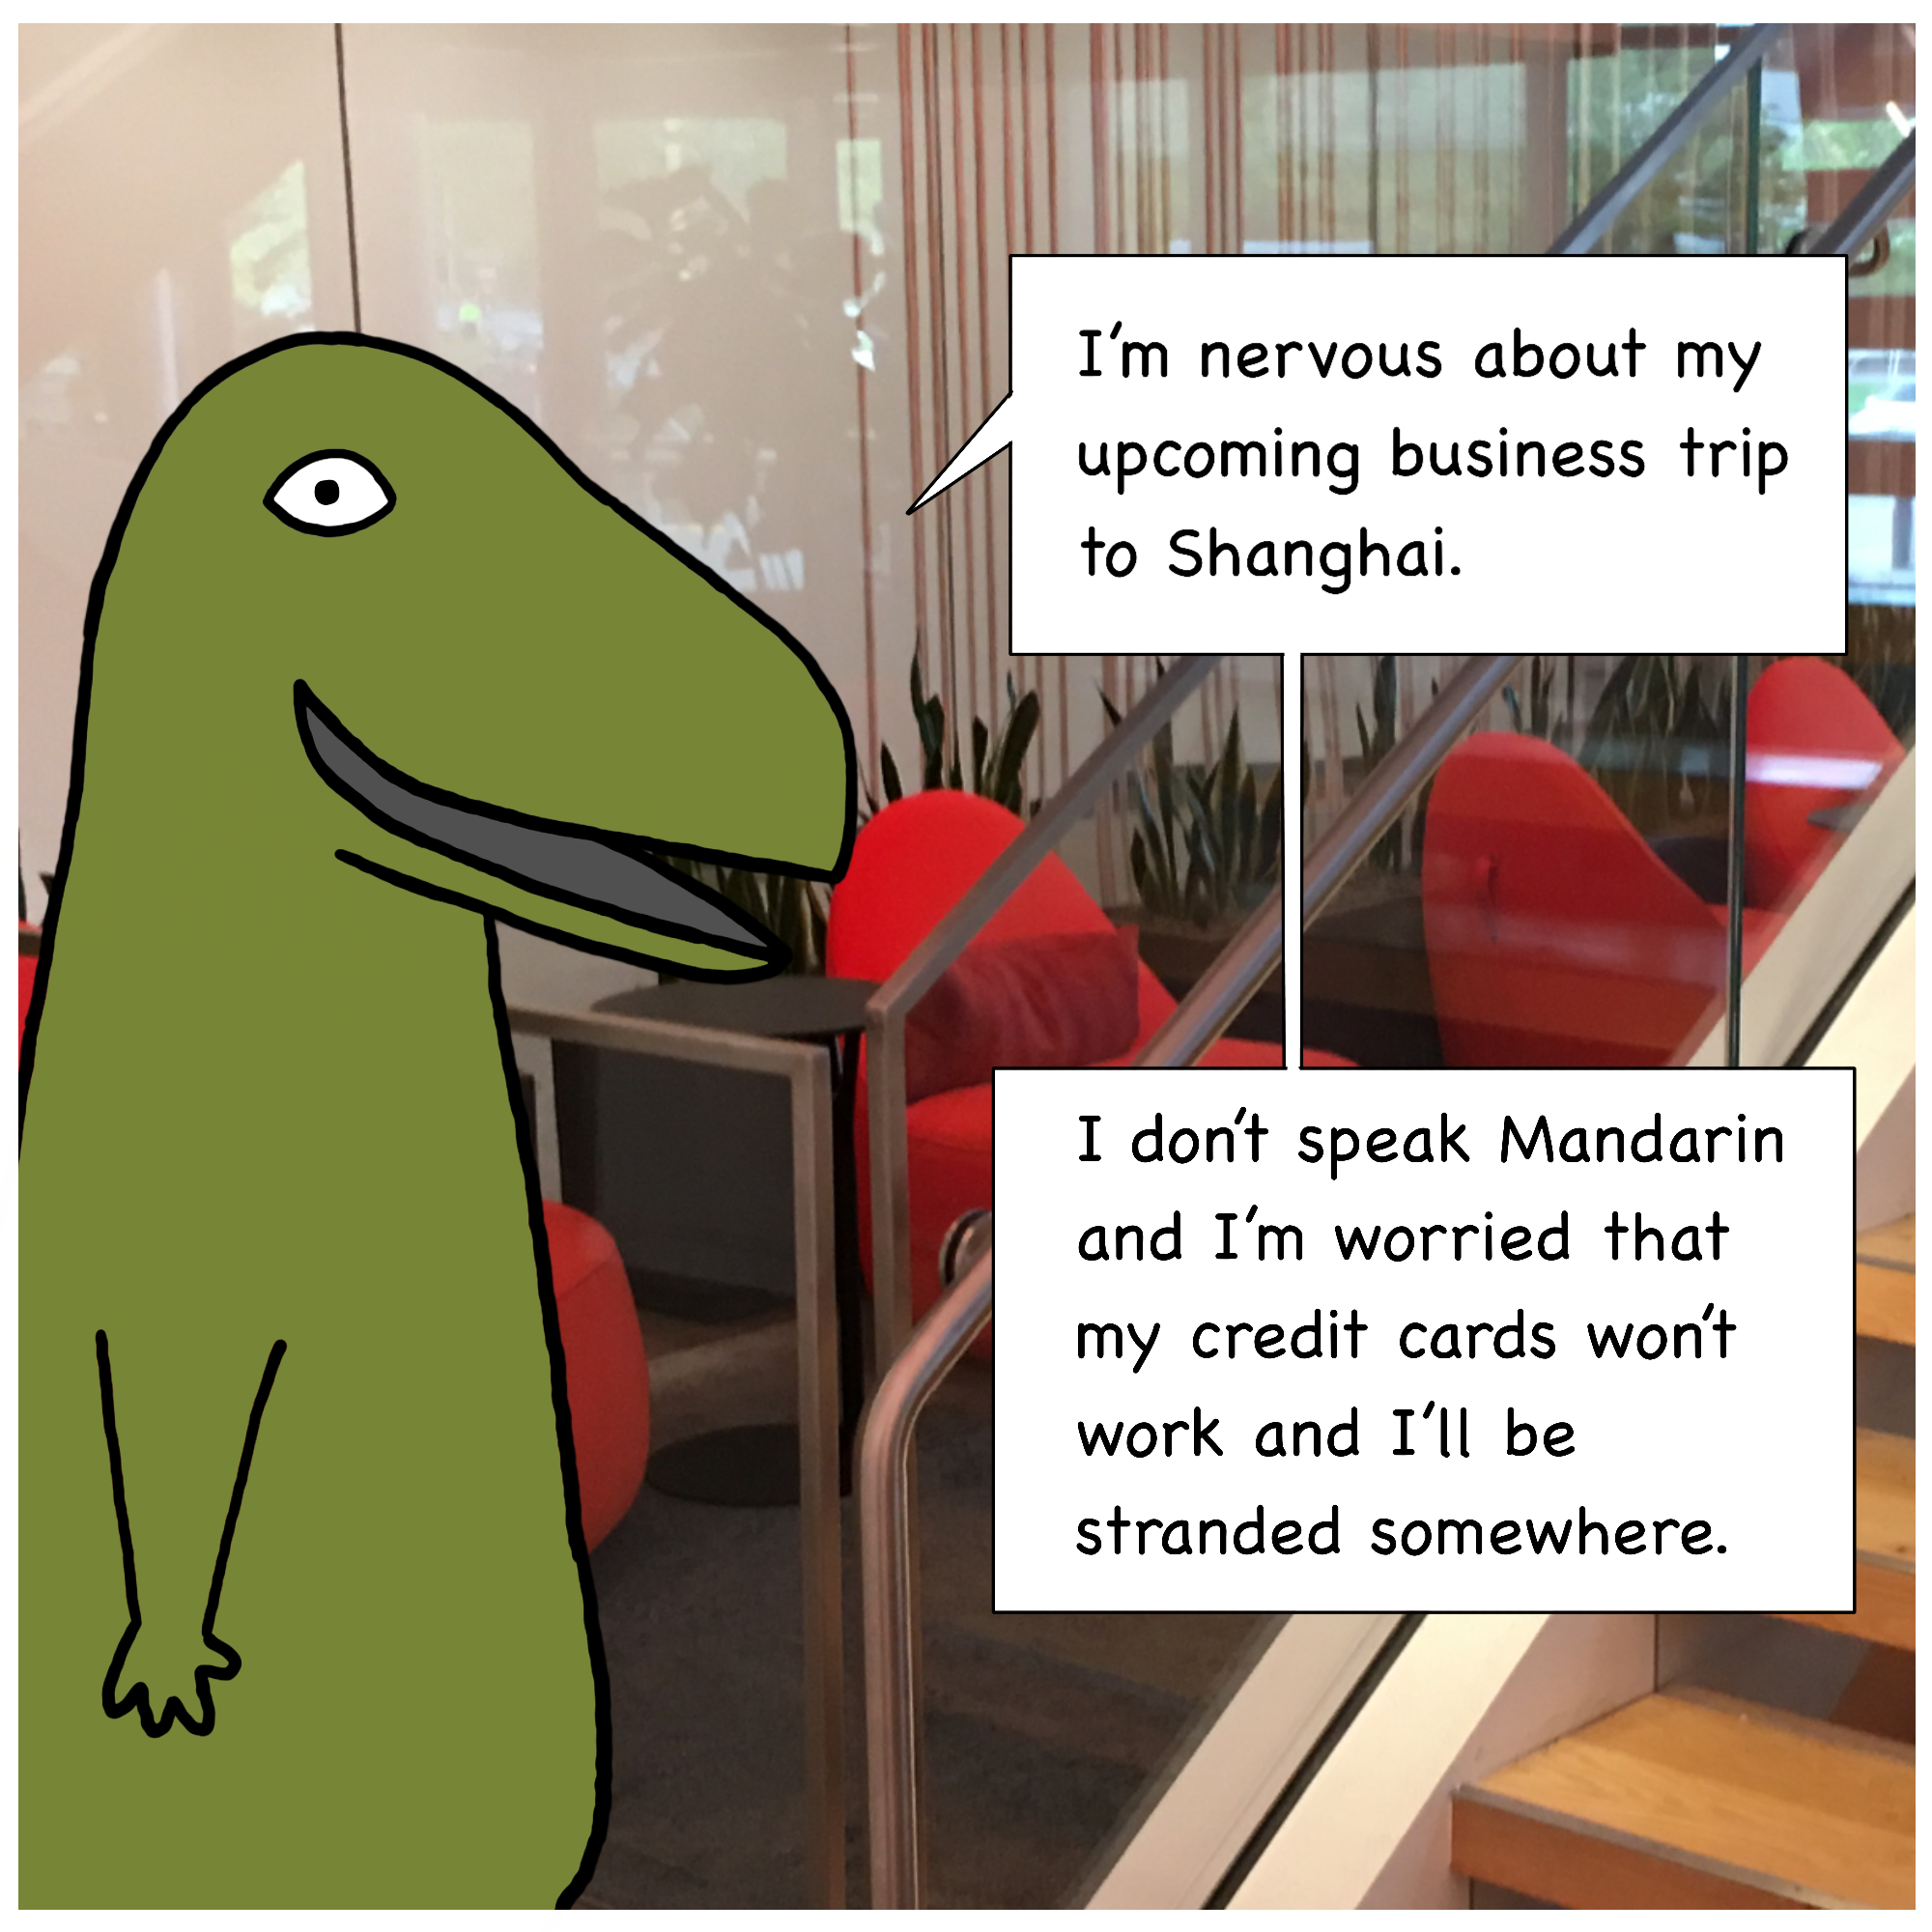 I'm nervous about my
upcoming business trip
to Shanghai.
I don't speak Mandarin
and I'm worried that
my credit cards won't
work and I'll be
stranded somewhere.